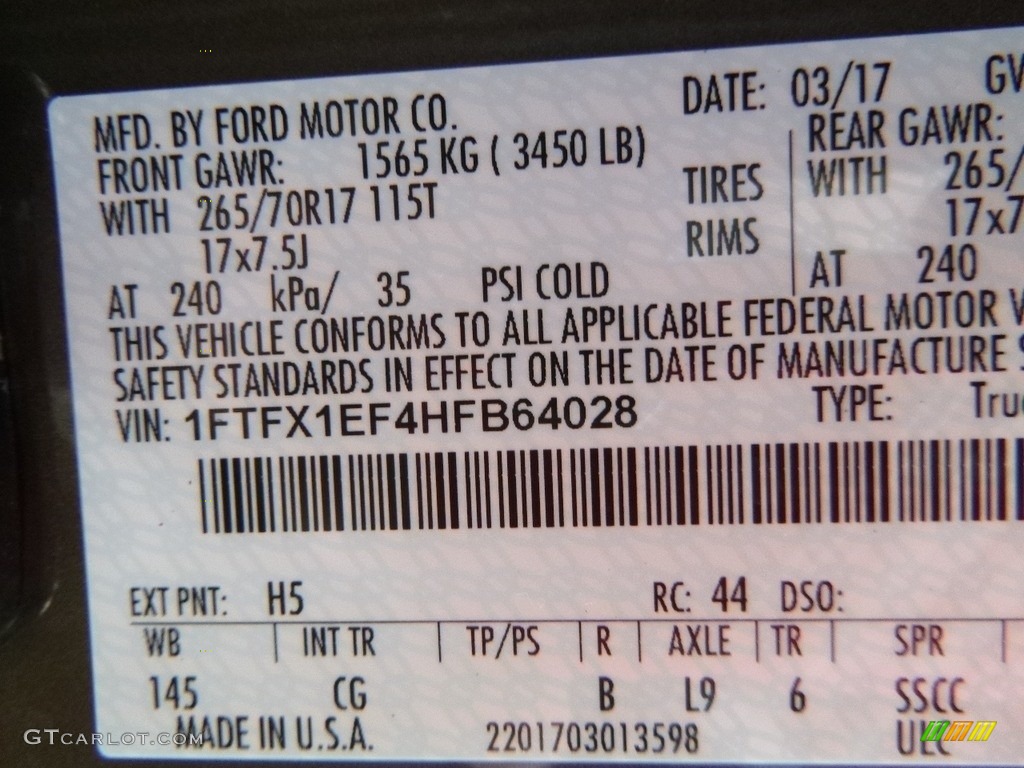 MFD. BY FORD MOTOR CO. DATE: 03/17 GV
FRONT GAWR: 1565 KG ( 3450 LB) REAR GAWR:
WITH 265/70R17 115T TIRES WITH 265/
17x7.5J RIMS 17x7
AT 240 kPa/ 35 PSI COLD AT 240
THIS VEHICLE CONFORMS TO ALL APPLICABLE FEDERAL MOTOR V
SAFETY STANDARDS IN EFFECT ON THE DATE OF MANUFACTURE S
VIN: 1FTFX1EF4HFB64028 TYPE: Truc
EXT PNT: H5 RC: 44 DSO:
WB INT TR TP/PS R AXLE TR SPR
145 CG B L9 6 SSCC
MADE IN U.S.A. 2201703013598
GTcarlot.com